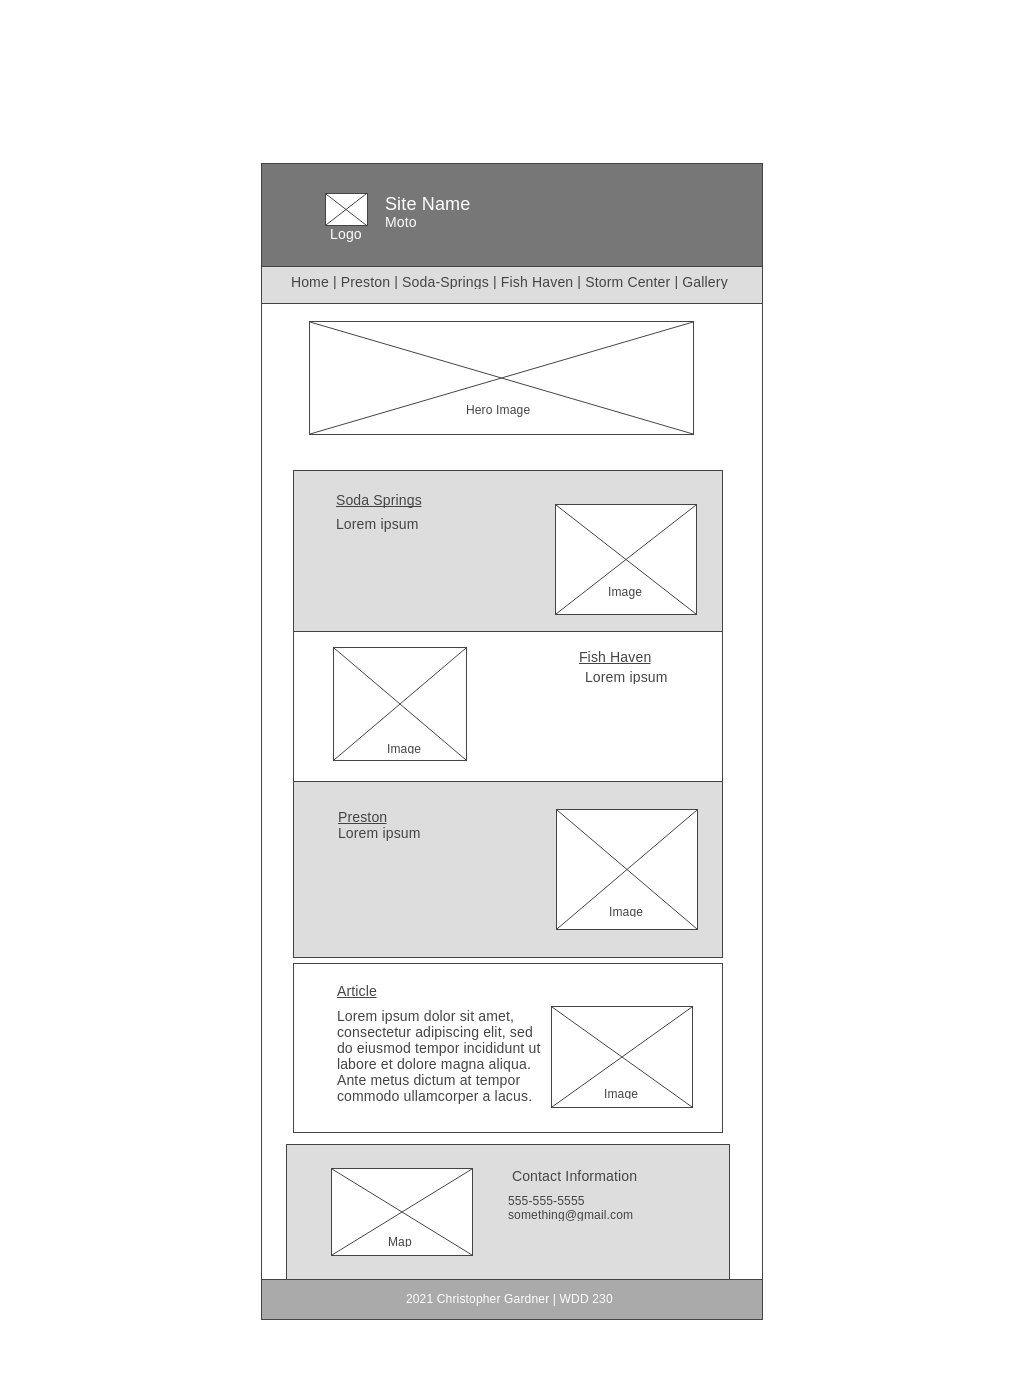 Site Name
Moto
Logo
Home | Preston | Soda-Springs | Fish Haven | Storm Center | Gallery
Hero Image
Soda Springs
Lorem ipsum
Image
Fish Haven
Lorem ipsum
Image
Preston
Lorem ipsum
Image
Article
Lorem ipsum dolor sit amet,
consectetur adipiscing elit, sed
do eiusmod tempor incididunt ut
labore et dolore magna aliqua.
Ante metus dictum at tempor
commodo ullamcorper a lacus.
Image
Map
Contact Information
555-555-5555
something@gmail.com
2021 Christopher Gardner | WDD 230